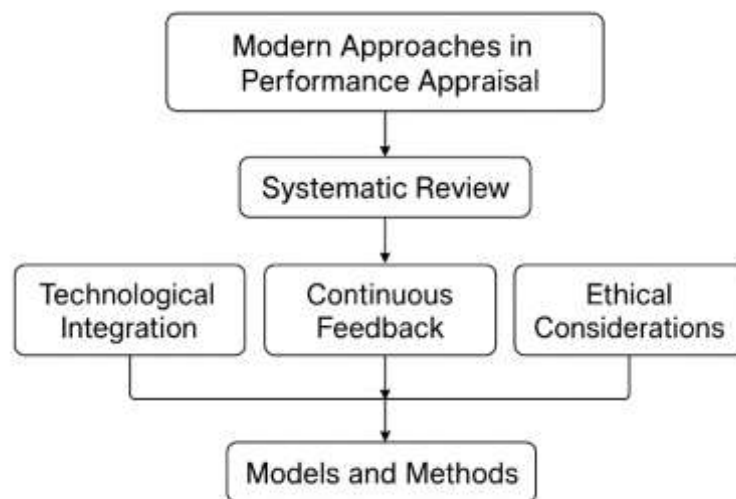 Modern Approaches in
Performance Appraisal
Systematic Review
Technological
Integration
Continuous
Feedback
Ethical
Considerations
Models and Methods